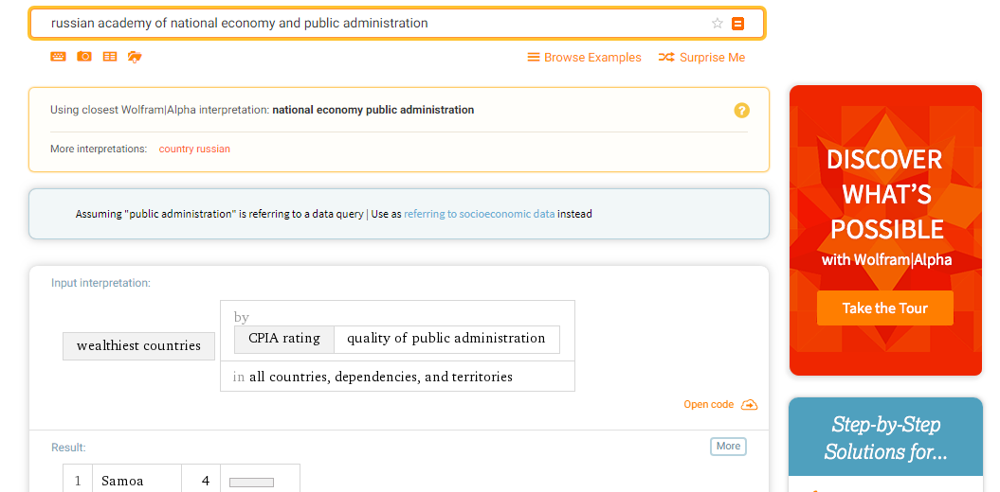 russian academy of national economy and public administration
Browse Examples
Surprise Me
Using closest Wolfram|Alpha interpretation: national economy public administration
?
More interpretations: country russian
Assuming "public administration" is referring to a data query | Use as referring to socioeconomic data instead
Input interpretation:
wealthiest countries
by
CPIA rating quality of public administration
in all countries, dependencies, and territories
Open code
Result:
More
1 Samoa 4
DISCOVER
WHAT'S
POSSIBLE
with Wolfram|Alpha
Take the Tour
Step-by-Step
Solutions for...